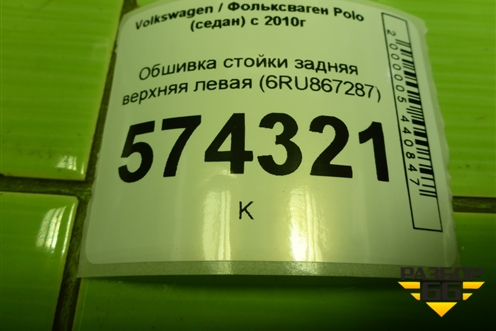 Volkswagen / Фольксваген Polo
(седан) с 2010г
Обшивка стойки задняя
верхняя левая (6RU867287)
574321
К
2000005440847
РАЗБОР
66